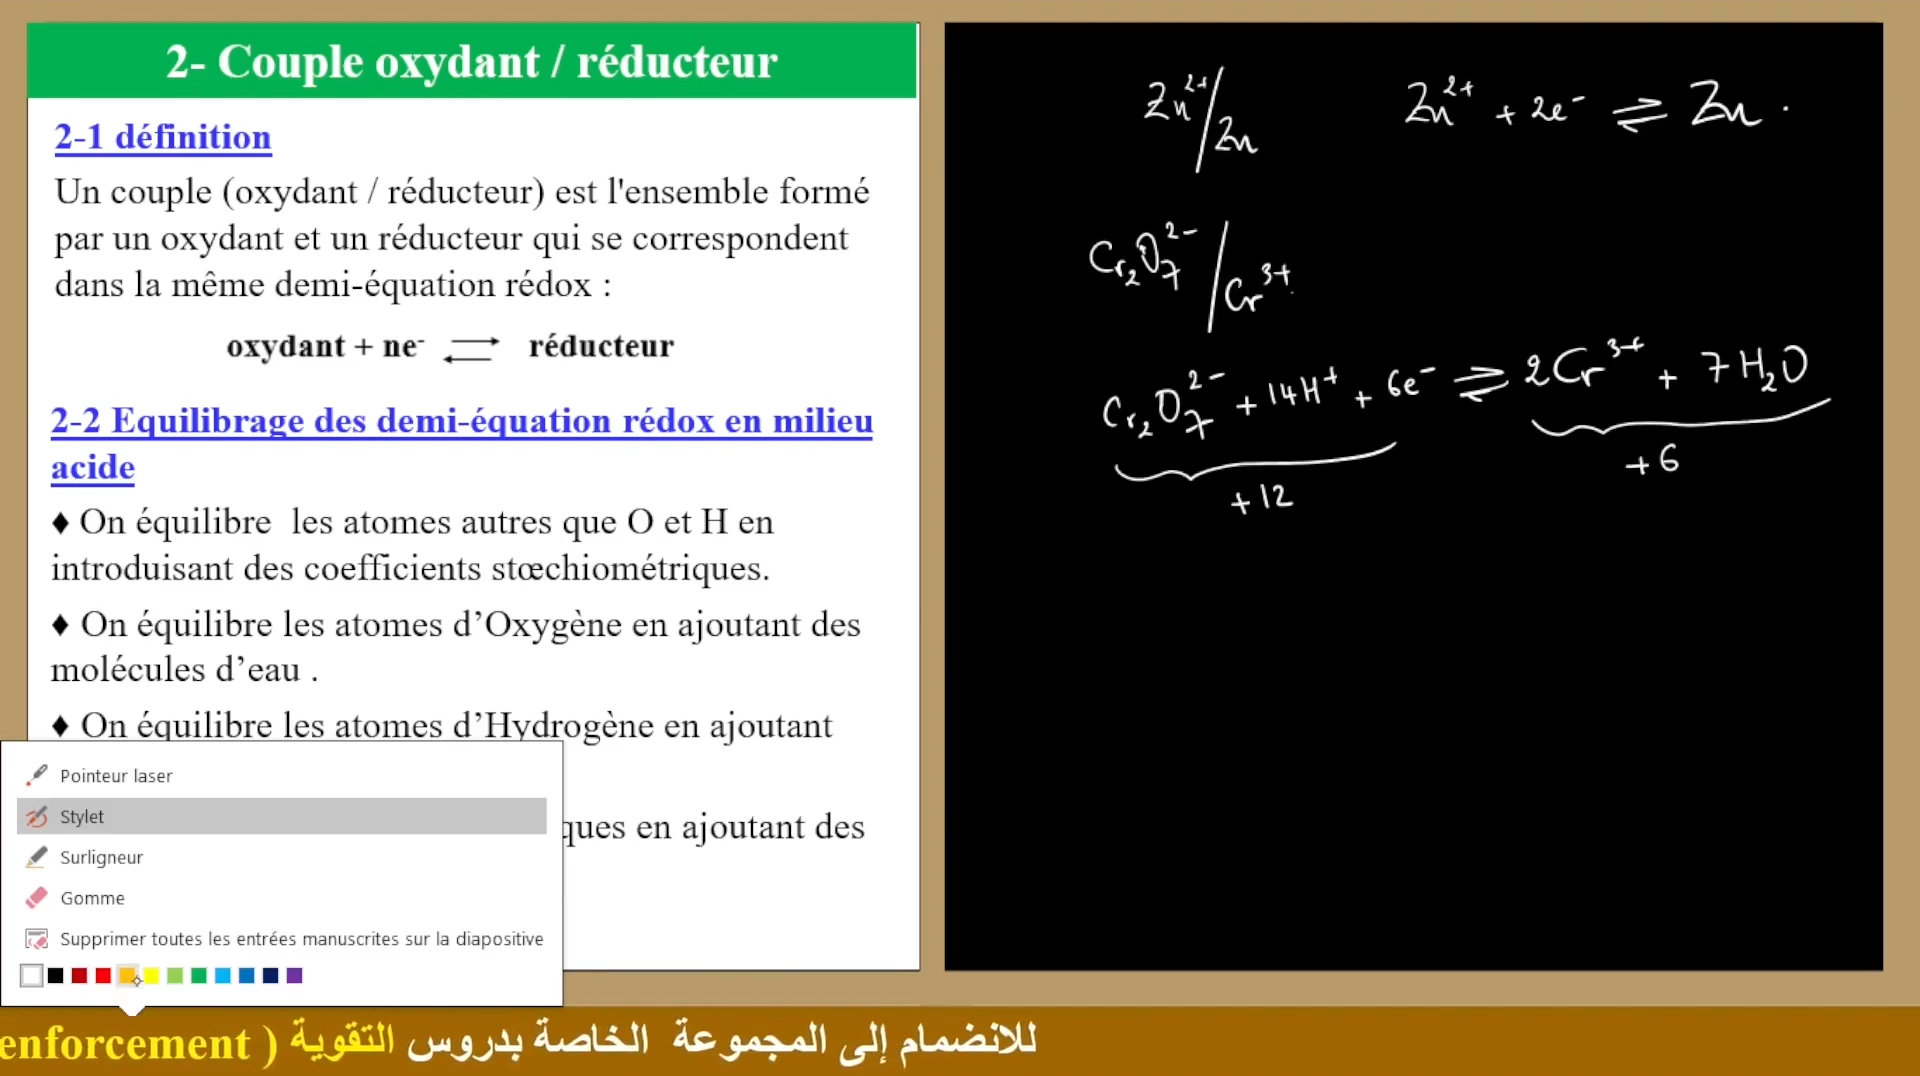 2- Couple oxydant / réducteur
2-1 définition
Un couple (oxydant / réducteur) est l'ensemble formé
par un oxydant et un réducteur qui se correspondent
dans la même demi-équation rédox :
oxydant + ne⁻ ⇄ réducteur
2-2 Equilibrage des demi-équation rédox en milieu
acide
♦ On équilibre les atomes autres que O et H en
introduisant des coefficients stœchiométriques.
♦ On équilibre les atomes d’Oxygène en ajoutant des
molécules d’eau .
♦ On équilibre les atomes d’Hydrogène en ajoutant
ques en ajoutant des
Pointeur laser
Stylet
Surligneur
Gomme
Supprimer toutes les entrées manuscrites sur la diapositive
Zn²⁺/Zn
Zn²⁺ + 2e⁻ ⇌ Zn .
Cr₂O₇²⁻/Cr³⁺
Cr₂O₇²⁻ + 14H⁺ + 6e⁻ ⇌ 2Cr³⁺ + 7H₂O
+12
+6
للانضمام إلى المجموعة الخاصة بدروس التقوية ( enforcement